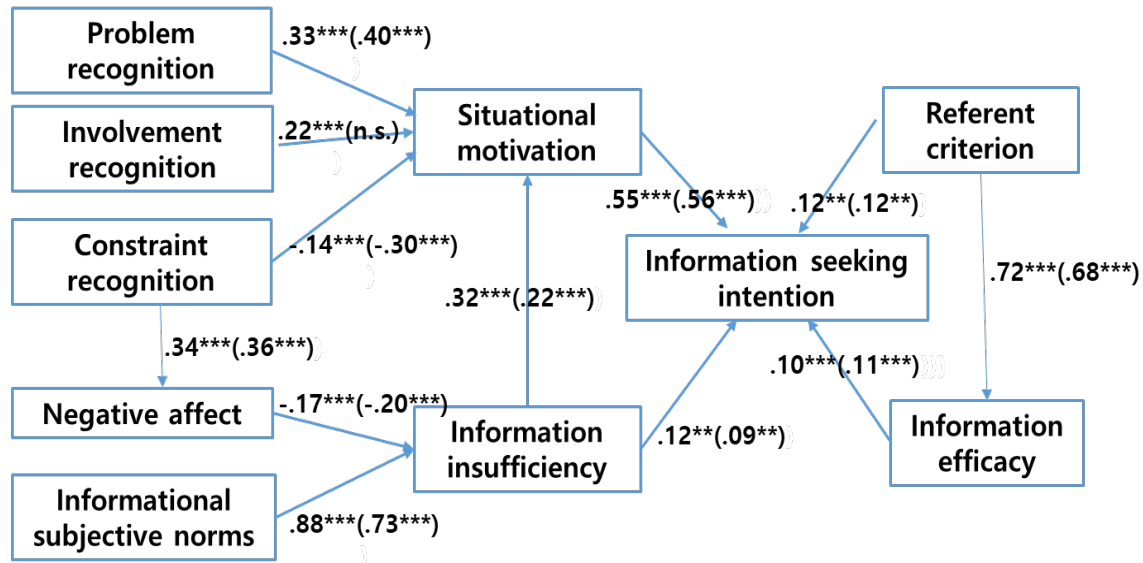 Problem
recognition
.33***(.40***)
)
Involvement
recognition
.22***(n.s.)
)
Situational
motivation
Referent
criterion
Constraint
recognition
-.14***(-.30***)
)
.55***(.56***)))
.12**(.12**))
Information seeking
intention
.32***(.22***))
.72***(.68***)
.34***(.36***))
Negative affect
-.17***(-.20***)
Information
insufficiency
.12**(.09**))
.10***(.11***))))
Information
efficacy
Informational
subjective norms
.88***(.73***)
)